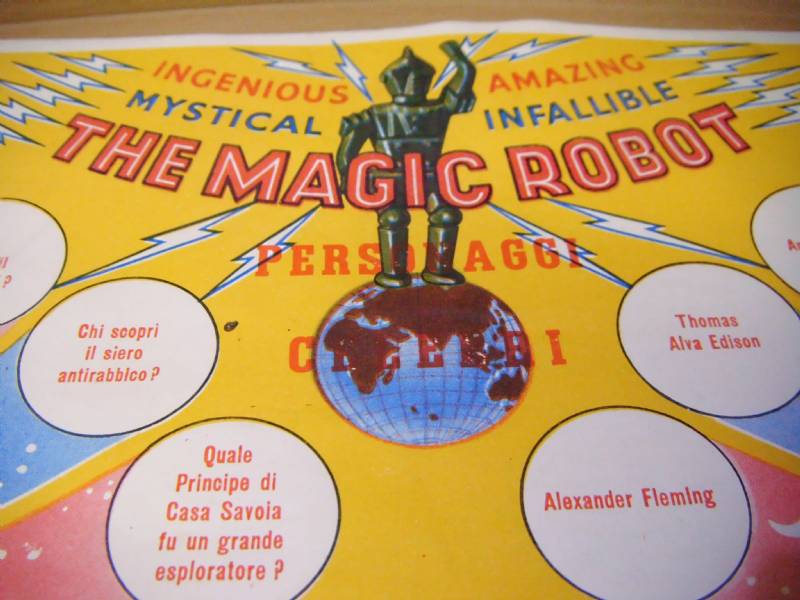 INGENIOUS AMAZING
MYSTICAL INFALLIBLE
THE MAGIC ROBOT
PERSONAGGI
CELEBRI
Chi scoprì
il siero
antirabbico?
Thomas
Alva Edison
Quale
Principe di
Casa Savoia
fu un grande
esploratore?
Alexander Fleming